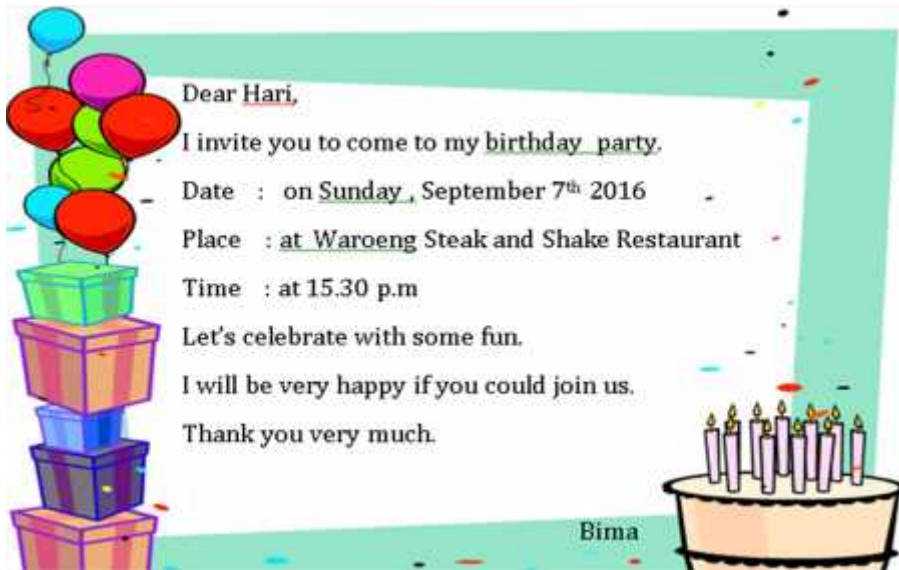 Dear Hari,
I invite you to come to my birthday party.
Date : on Sunday , September 7th 2016
Place : at Waroeng Steak and Shake Restaurant
Time : at 15.30 p.m
Let's celebrate with some fun.
I will be very happy if you could join us.
Thank you very much.
Bima